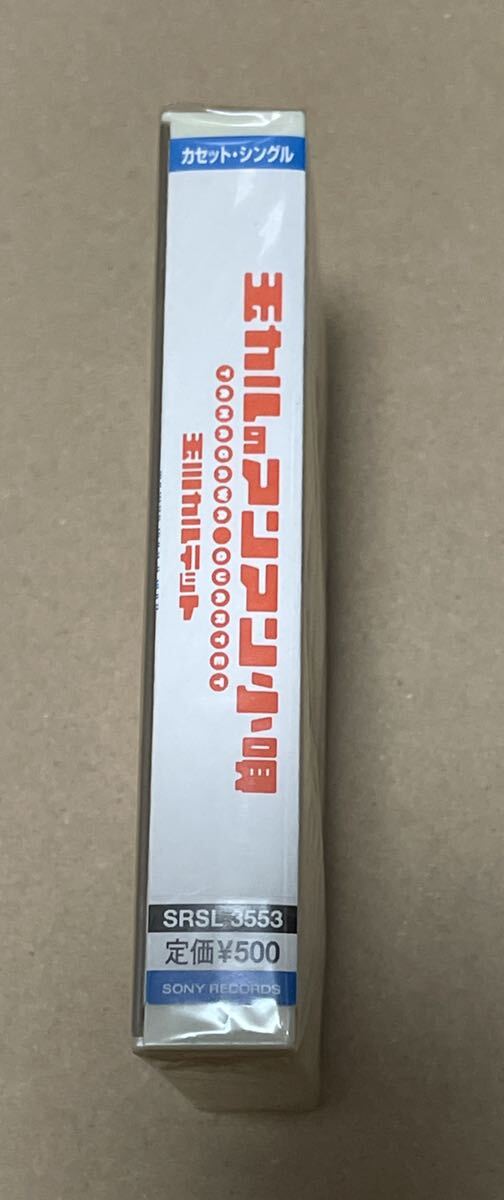 カセット・シングル
玉カルのアンアン小唄
TAMAGAWA QUARTET
玉川カルテット
SRSL 3553
定価¥500
SONY RECORDS